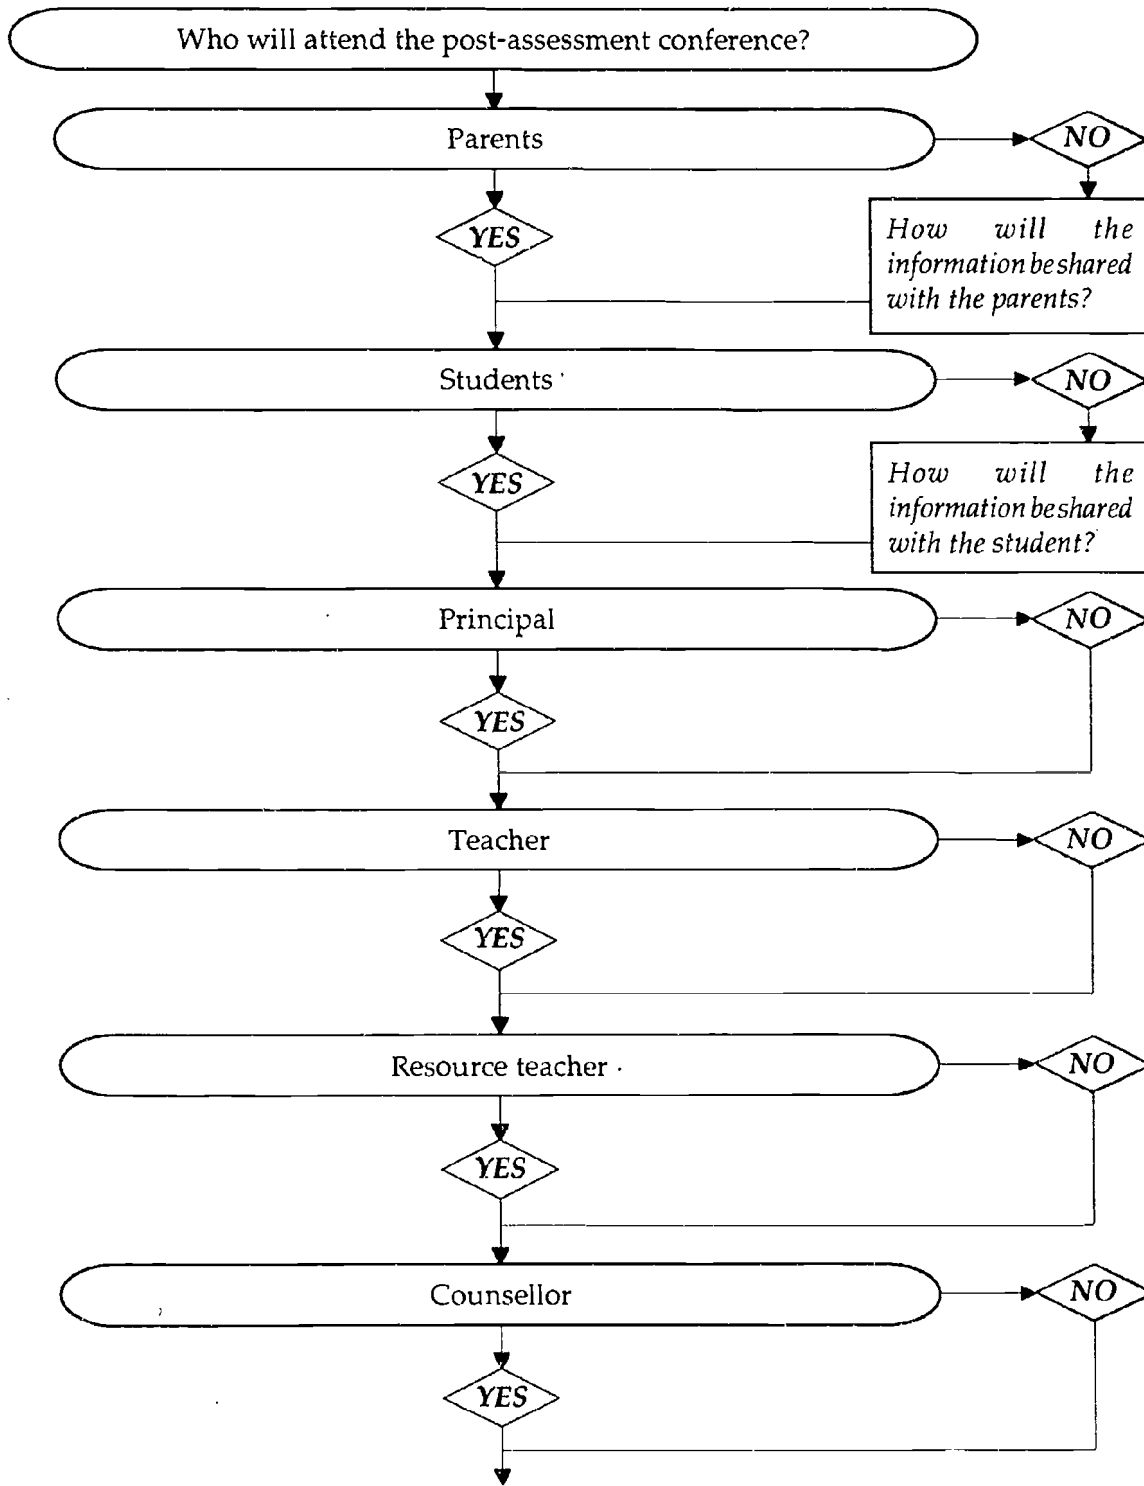 Who will attend the post-assessment conference?
Parents
NO
YES
How will the
information be shared
with the parents?
Students
NO
YES
How will the
information be shared
with the student?
Principal
NO
YES
Teacher
NO
YES
Resource teacher
NO
YES
Counsellor
NO
YES